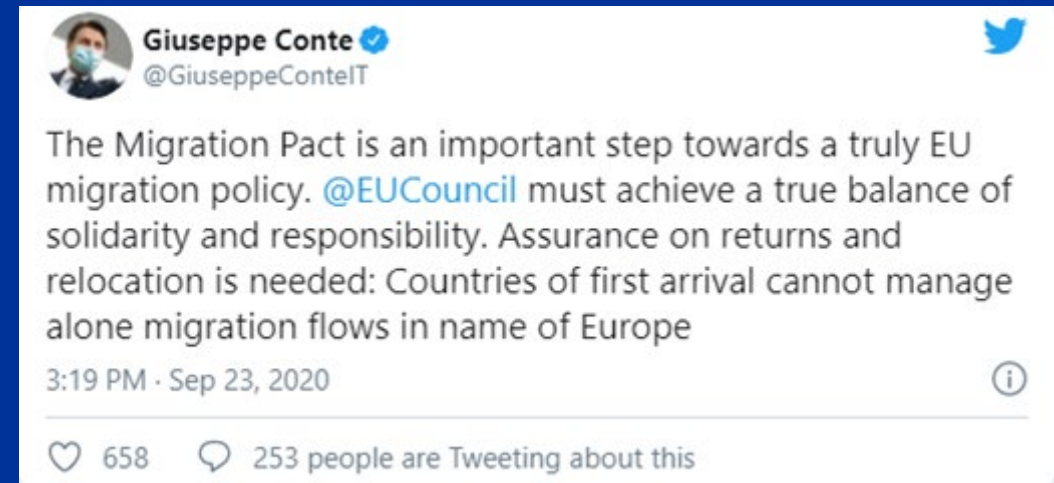 Giuseppe Conte
@GiuseppeConteIT
The Migration Pact is an important step towards a truly EU
migration policy. @EUCouncil must achieve a true balance of
solidarity and responsibility. Assurance on returns and
relocation is needed: Countries of first arrival cannot manage
alone migration flows in name of Europe
3:19 PM · Sep 23, 2020
658 253 people are Tweeting about this